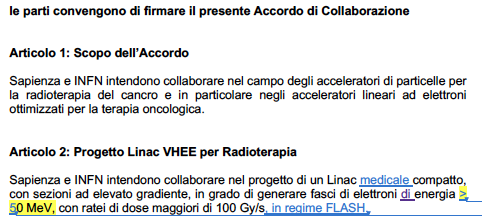 le parti convengono di firmare il presente Accordo di Collaborazione
Articolo 1: Scopo dell'Accordo
Sapienza e INFN intendono collaborare nel campo degli acceleratori di particelle per
la radioterapia del cancro e in particolare negli acceleratori lineari ad elettroni
ottimizzati per la terapia oncologica.
Articolo 2: Progetto Linac VHEE per Radioterapia
Sapienza e INFN intendono collaborare nel progetto di un Linac medicale compatto,
con sezioni ad elevato gradiente, in grado di generare fasci di elettroni di energia >
50 MeV, con ratei di dose maggiori di 100 Gy/s, in regime FLASH,